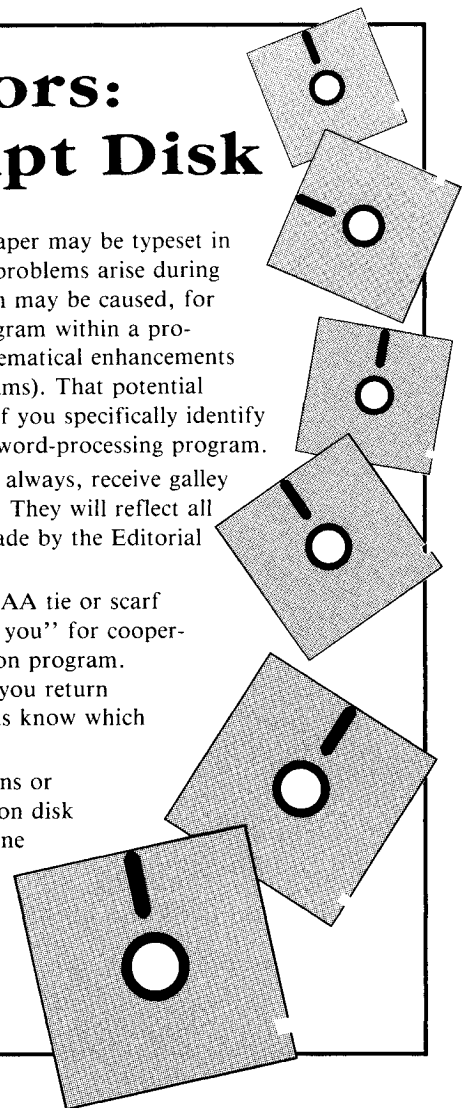 ors:
pt Disk
aper may be typeset in
problems arise during
n may be caused, for
gram within a pro-
ematical enhancements
ams). That potential
f you specifically identify
word-processing program.
always, receive galley
They will reflect all
ade by the Editorial
AA tie or scarf
you'' for cooper-
on program.
you return
s know which
ns or
on disk
ne